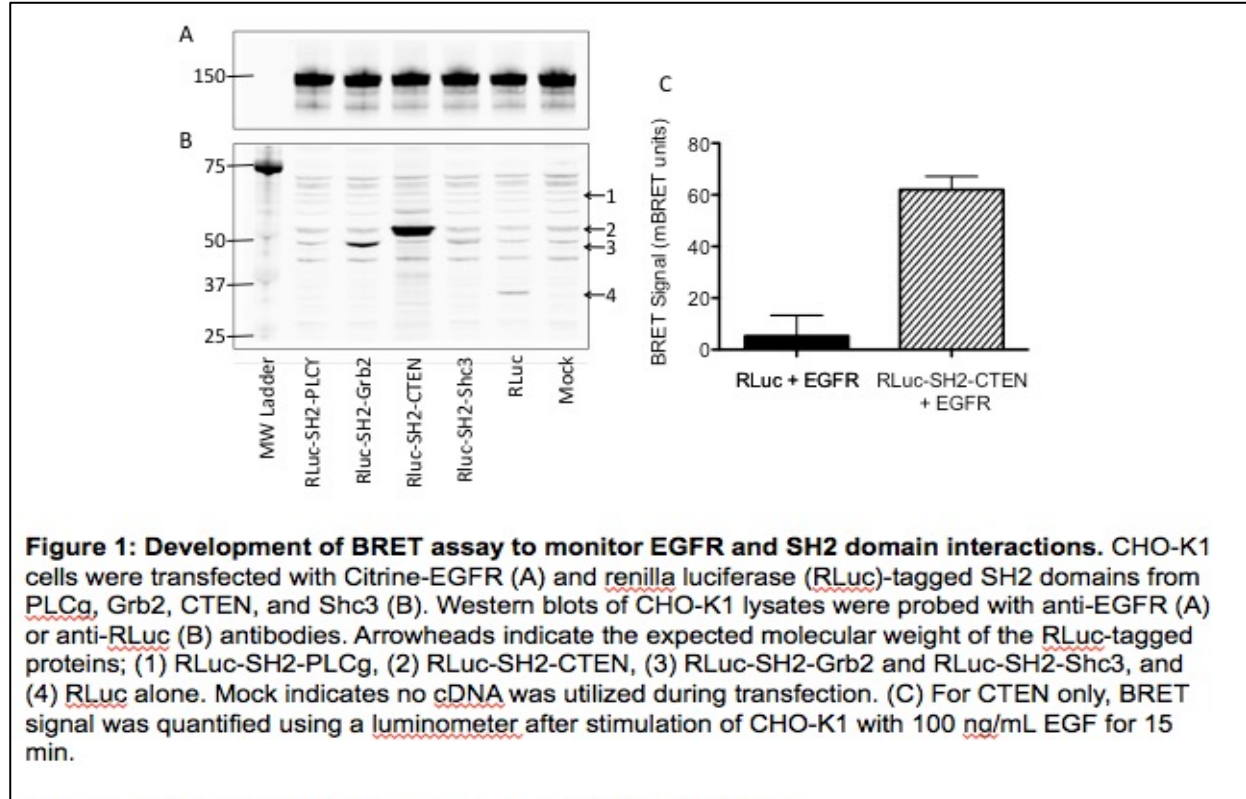 A
150
B
75
50
37
25
1
2
3
4
MW Ladder
RLuc-SH2-PLCY
Rluc-SH2-Grb2
Rluc-SH2-CTEN
Rluc-SH2-Shc3
RLuc
Mock
C
BRET Signal (mBRET units)
80
60
40
20
0
RLuc + EGFR
RLuc-SH2-CTEN
+ EGFR
Figure 1: Development of BRET assay to monitor EGFR and SH2 domain interactions. CHO-K1
cells were transfected with Citrine-EGFR (A) and renilla luciferase (RLuc)-tagged SH2 domains from
PLCg, Grb2, CTEN, and Shc3 (B). Western blots of CHO-K1 lysates were probed with anti-EGFR (A)
or anti-RLuc (B) antibodies. Arrowheads indicate the expected molecular weight of the RLuc-tagged
proteins; (1) RLuc-SH2-PLCg, (2) RLuc-SH2-CTEN, (3) RLuc-SH2-Grb2 and RLuc-SH2-Shc3, and
(4) RLuc alone. Mock indicates no cDNA was utilized during transfection. (C) For CTEN only, BRET
signal was quantified using a luminometer after stimulation of CHO-K1 with 100 ng/mL EGF for 15
min.